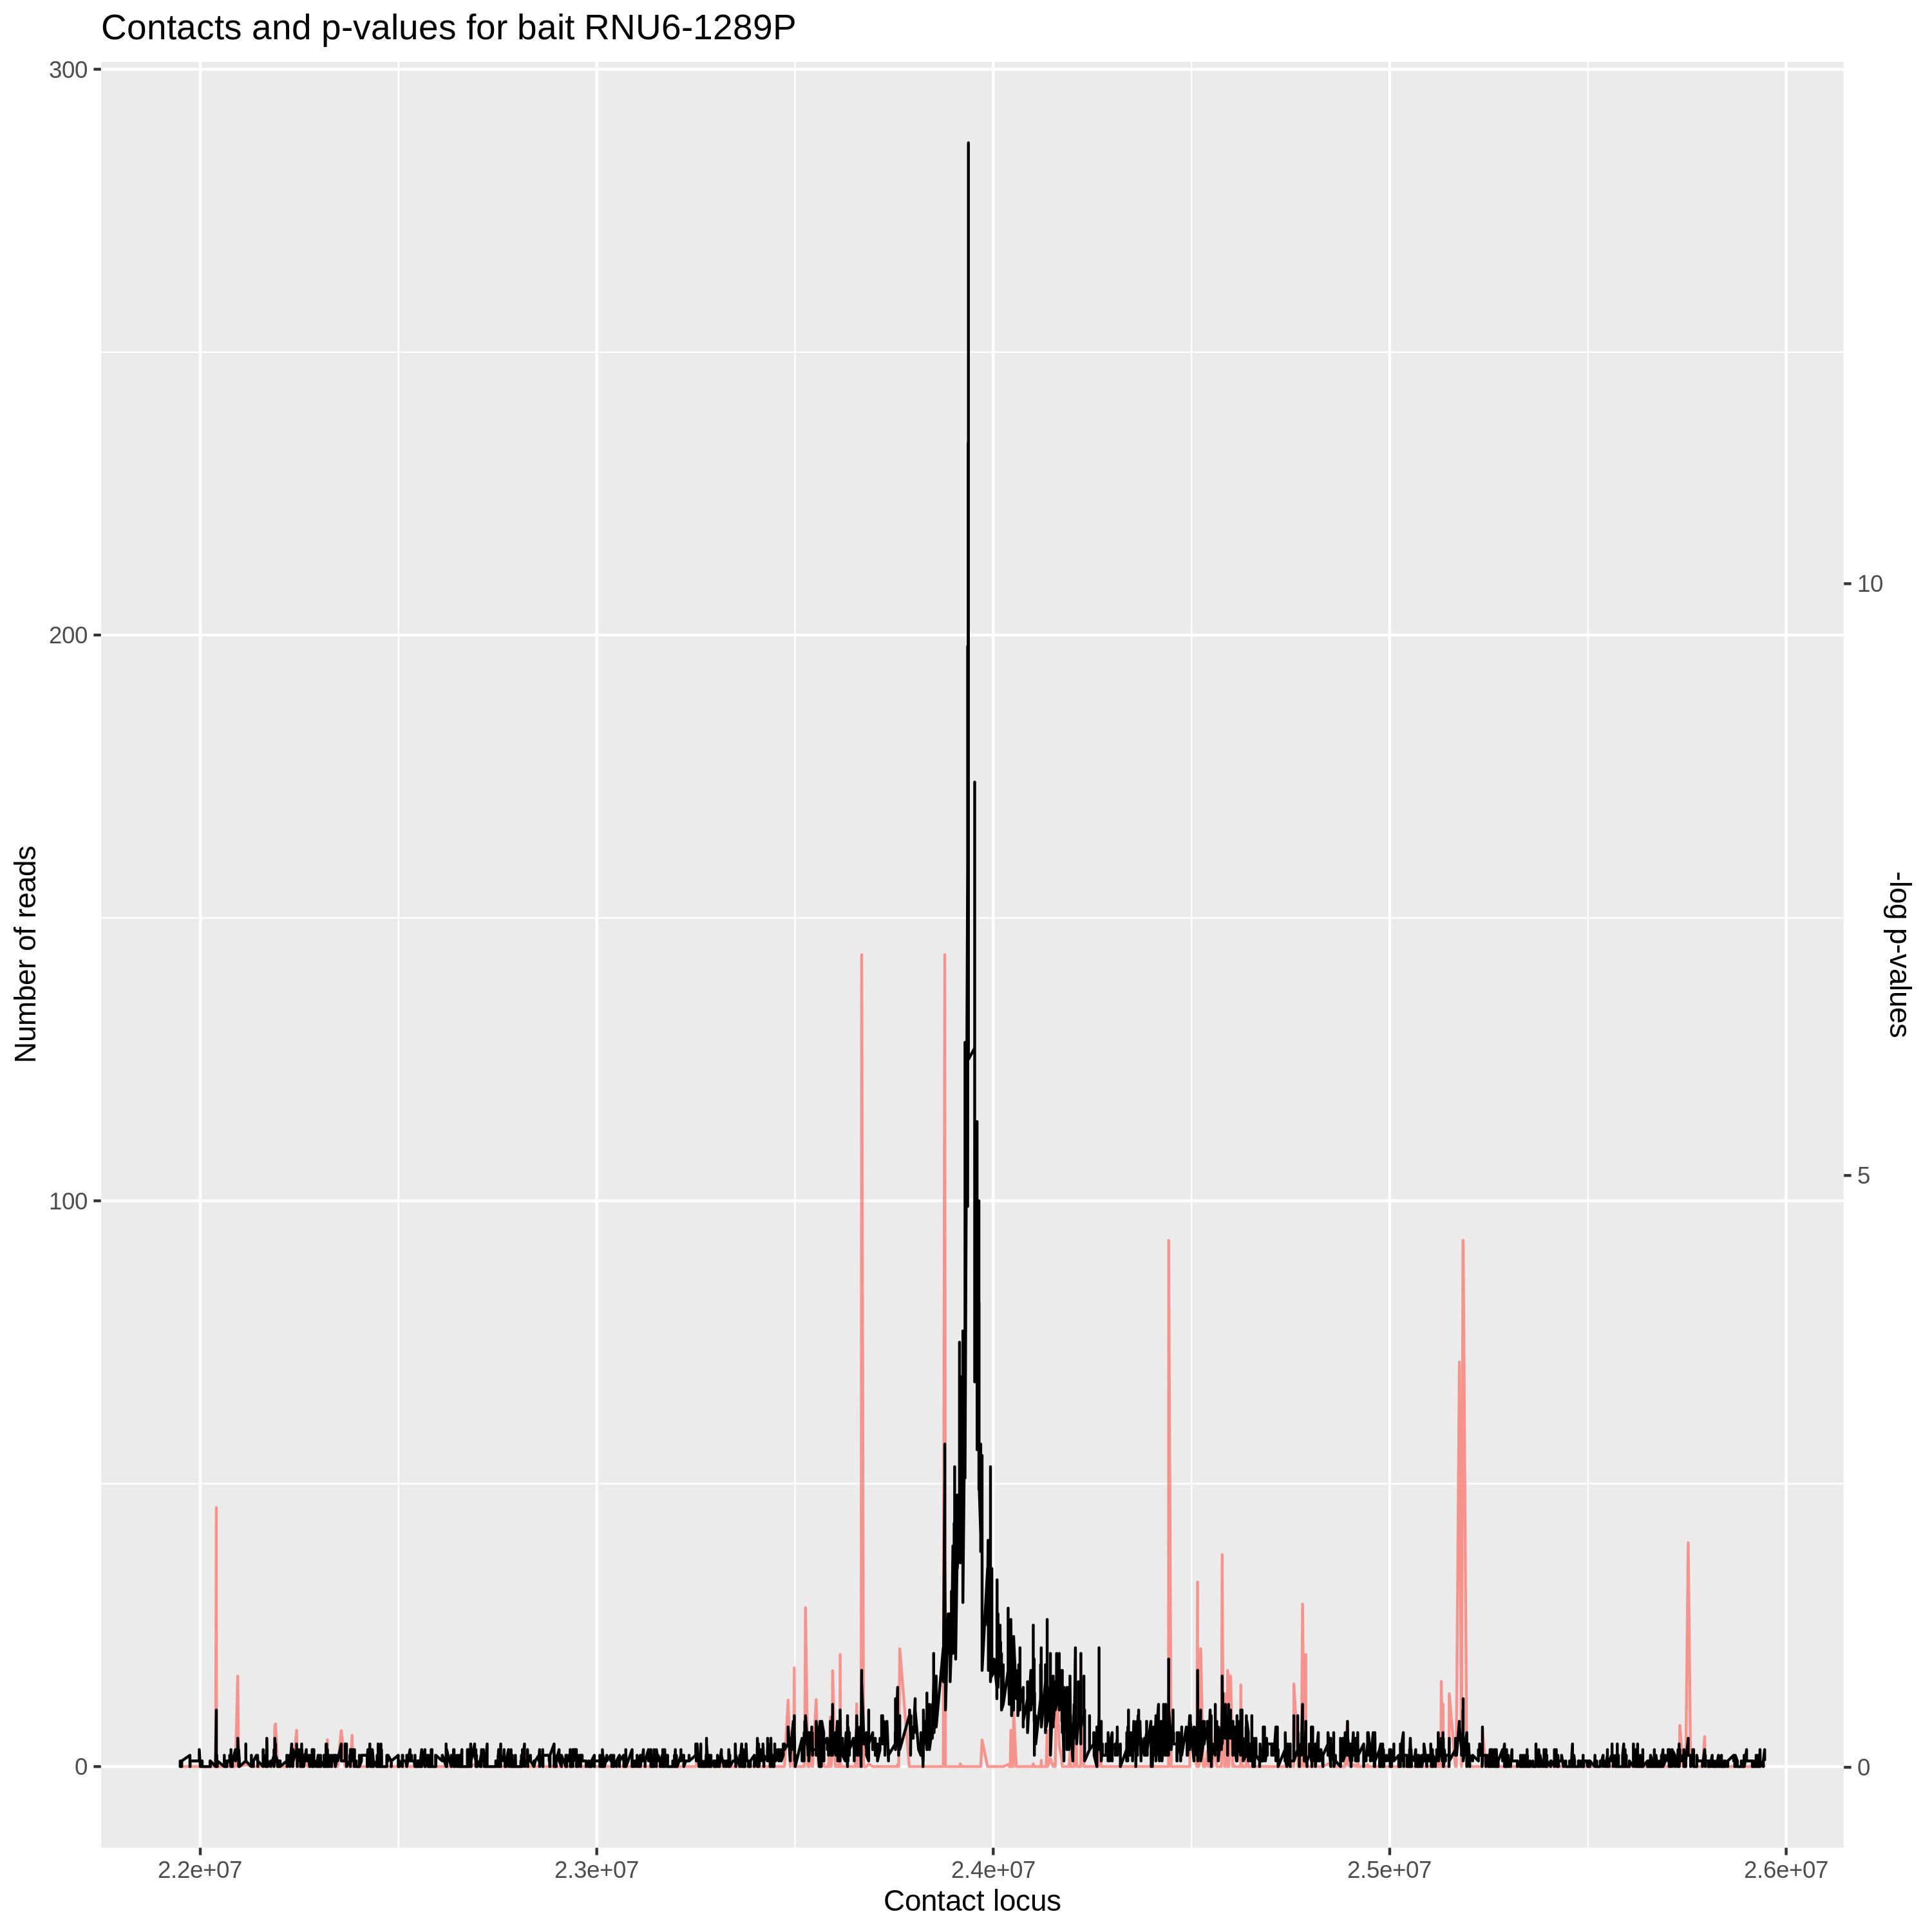 Contacts and p-values for bait RNU6-1289P
300
200
100
0
Number of reads
10
5
0
-log p-values
2.2e+07
2.3e+07
2.4e+07
2.5e+07
2.6e+07
Contact locus